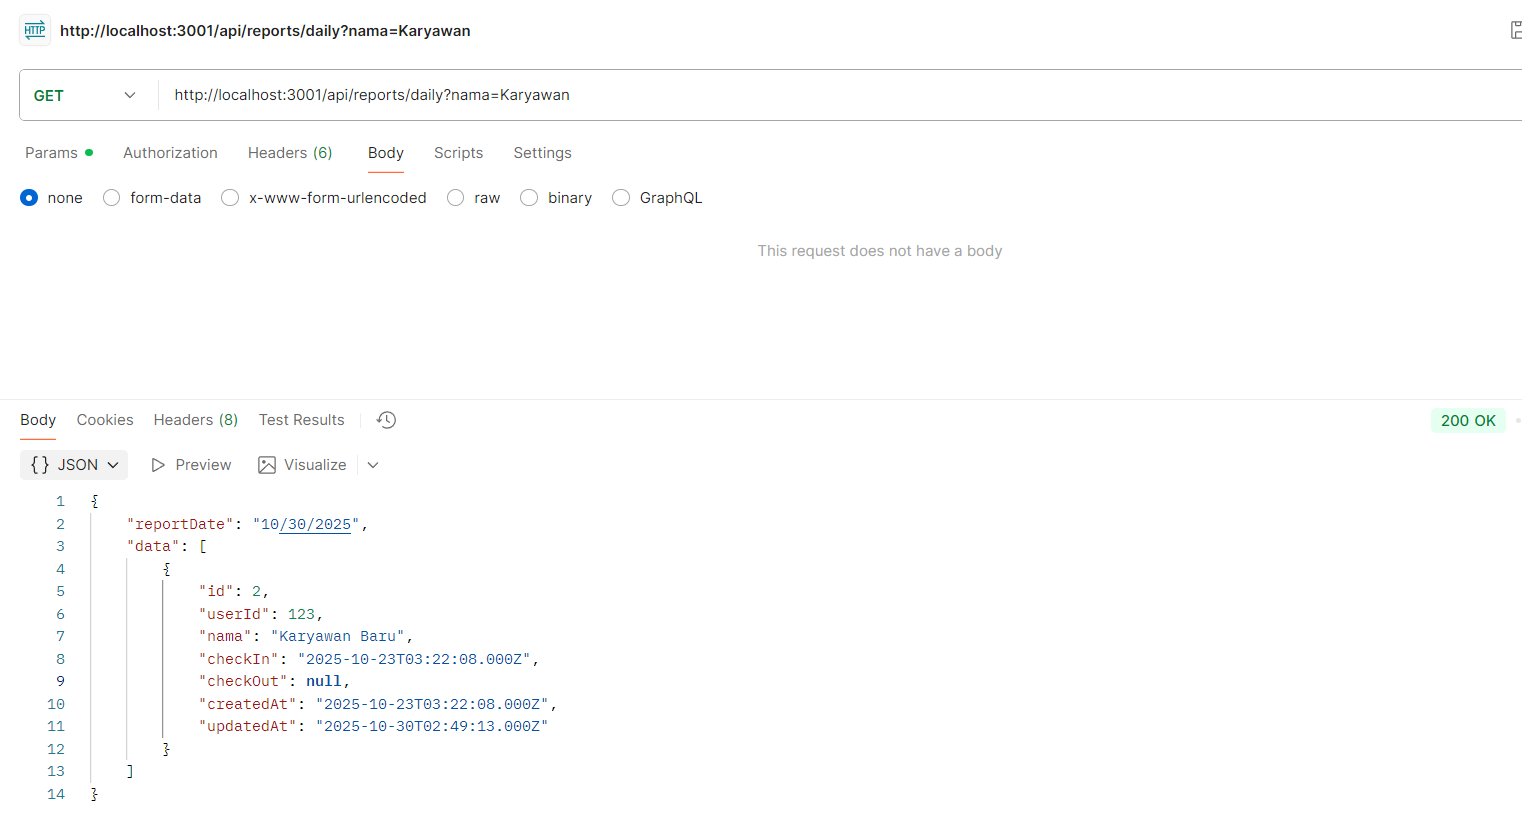 HTTP http://localhost:3001/api/reports/daily?nama=Karyawan
GET http://localhost:3001/api/reports/daily?nama=Karyawan
Params Authorization Headers (6) Body Scripts Settings
none form-data x-www-form-urlencoded raw binary GraphQL
This request does not have a body
Body Cookies Headers (8) Test Results 200 OK
{} JSON Preview Visualize
1 {
2 "reportDate": "10/30/2025",
3 "data": [
4 {
5 "id": 2,
6 "userId": 123,
7 "nama": "Karyawan Baru",
8 "checkIn": "2025-10-23T03:22:08.000Z",
9 "checkOut": null,
10 "createdAt": "2025-10-23T03:22:08.000Z",
11 "updatedAt": "2025-10-30T02:49:13.000Z"
12 }
13 ]
14 }